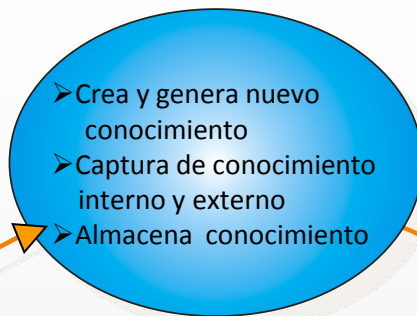 ➢Crea y genera nuevo
conocimiento
➢Captura de conocimiento
interno y externo
➢Almacena conocimiento